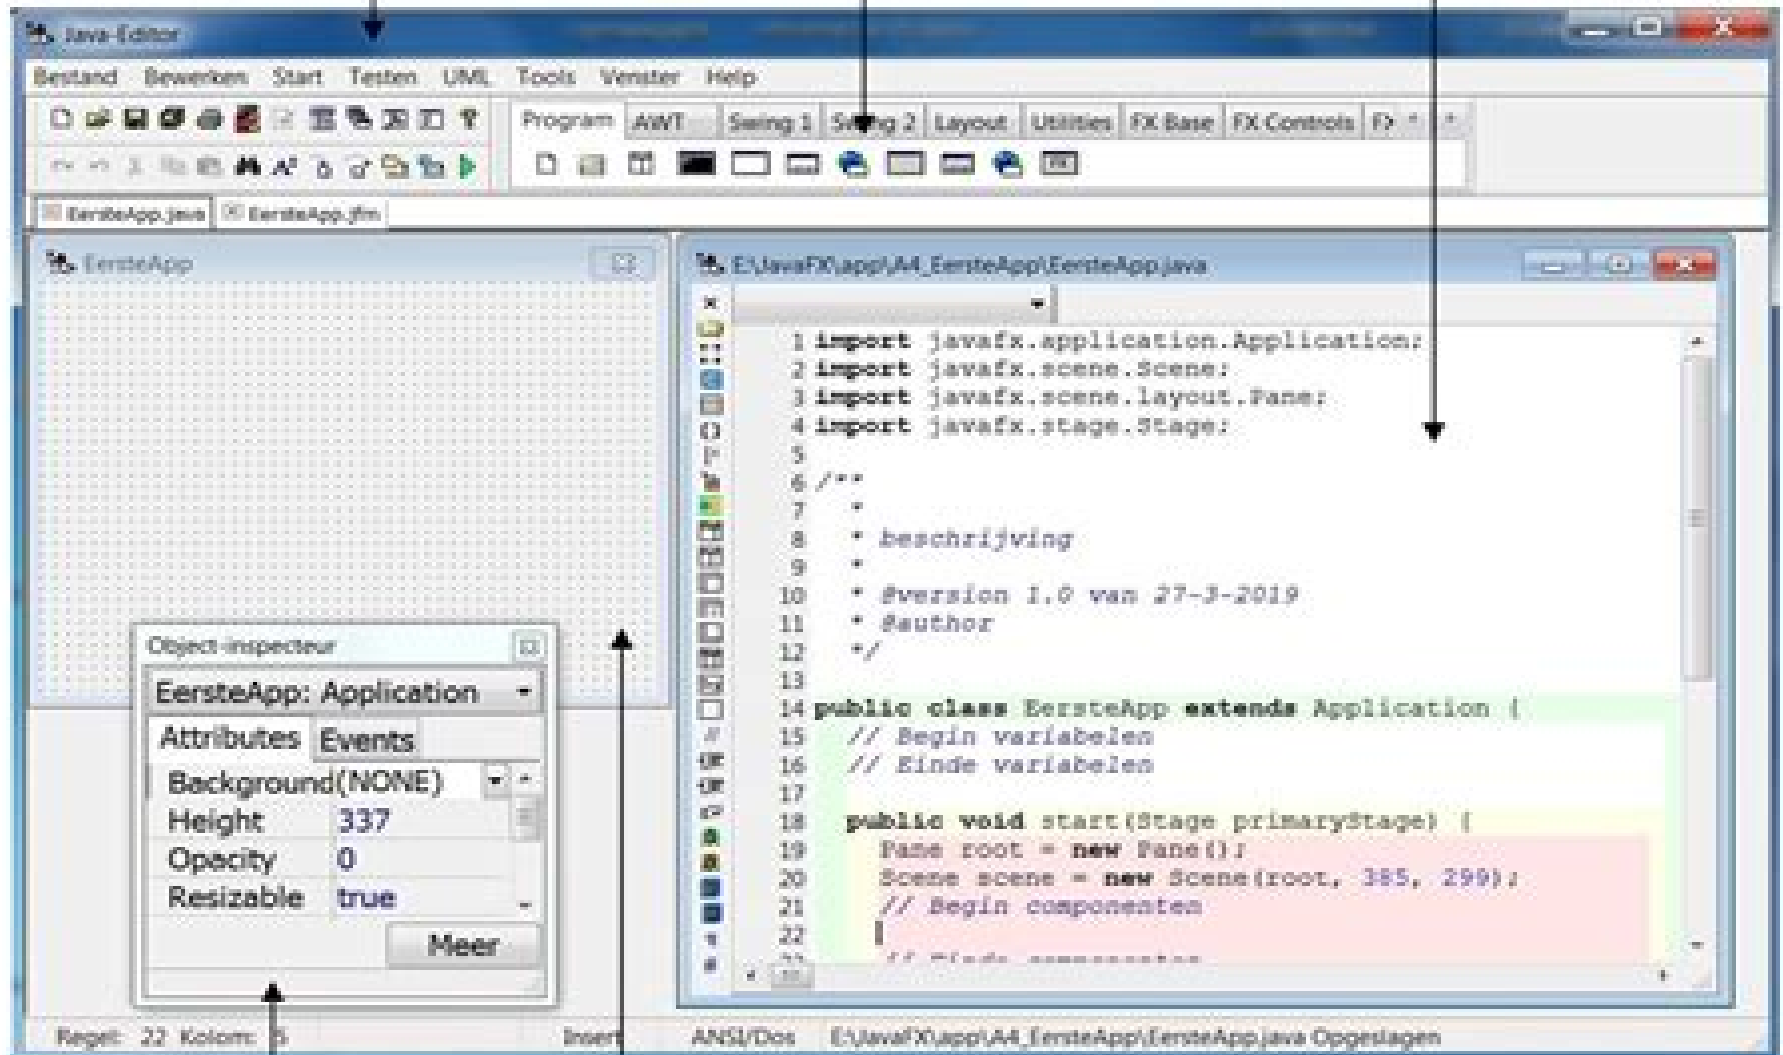 Java-Editor
Bestand Bewerken Start Testen UML Tools Venster Help
Program AWT Swing 1 Swing 2 Layout Utilities FX Base FX Controls
EersteApp.java EersteApp.jfm
EersteApp
E:\JavaFX\app\A4_EersteApp\EersteApp.java
1 import javafx.application.Application;
2 import javafx.scene.Scene;
3 import javafx.scene.layout.Pane;
4 import javafx.stage.Stage;
5
6 /**
7 *
8 * beschrijving
9 *
10 * @version 1.0 van 27-3-2019
11 * @author
12 */
13
14 public class EersteApp extends Application {
15 // Begin variabelen
16 // Einde variabelen
17
18 public void start(Stage primaryStage) {
19 Pane root = new Pane();
20 Scene scene = new Scene(root, 385, 299);
21 // Begin componenten
22
// Einde componenten
Object-inspecteur
EersteApp: Application
Attributes Events
Background (NONE)
Height 337
Opacity 0
Resizable true
Meer
Regel: 22 Kolom: 5 Insert ANSI/Dos E:\JavaFX\app\A4_EersteApp\EersteApp.java Opgeslagen